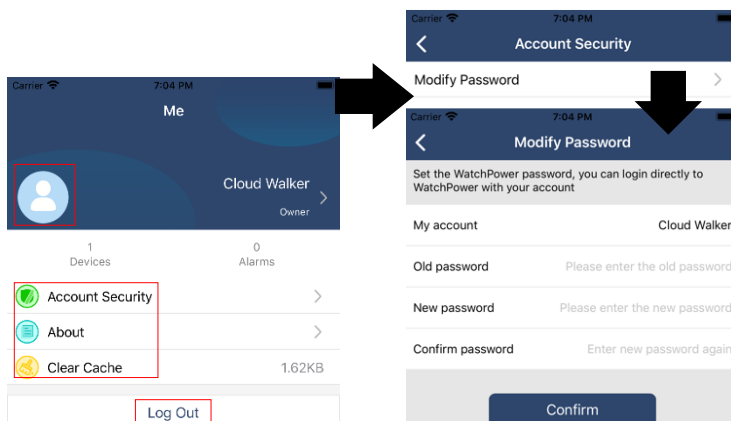 Carrier 7:04 PM
Me
Cloud Walker
Owner
1 0
Devices Alarms
Account Security
About
Clear Cache 1.62KB
Log Out
Carrier 7:04 PM
Account Security
Modify Password
Carrier 7:04 PM
Modify Password
Set the WatchPower password, you can login directly to
WatchPower with your account
My account Cloud Walker
Old password Please enter the old password
New password Please enter the new password
Confirm password Enter new password again
Confirm